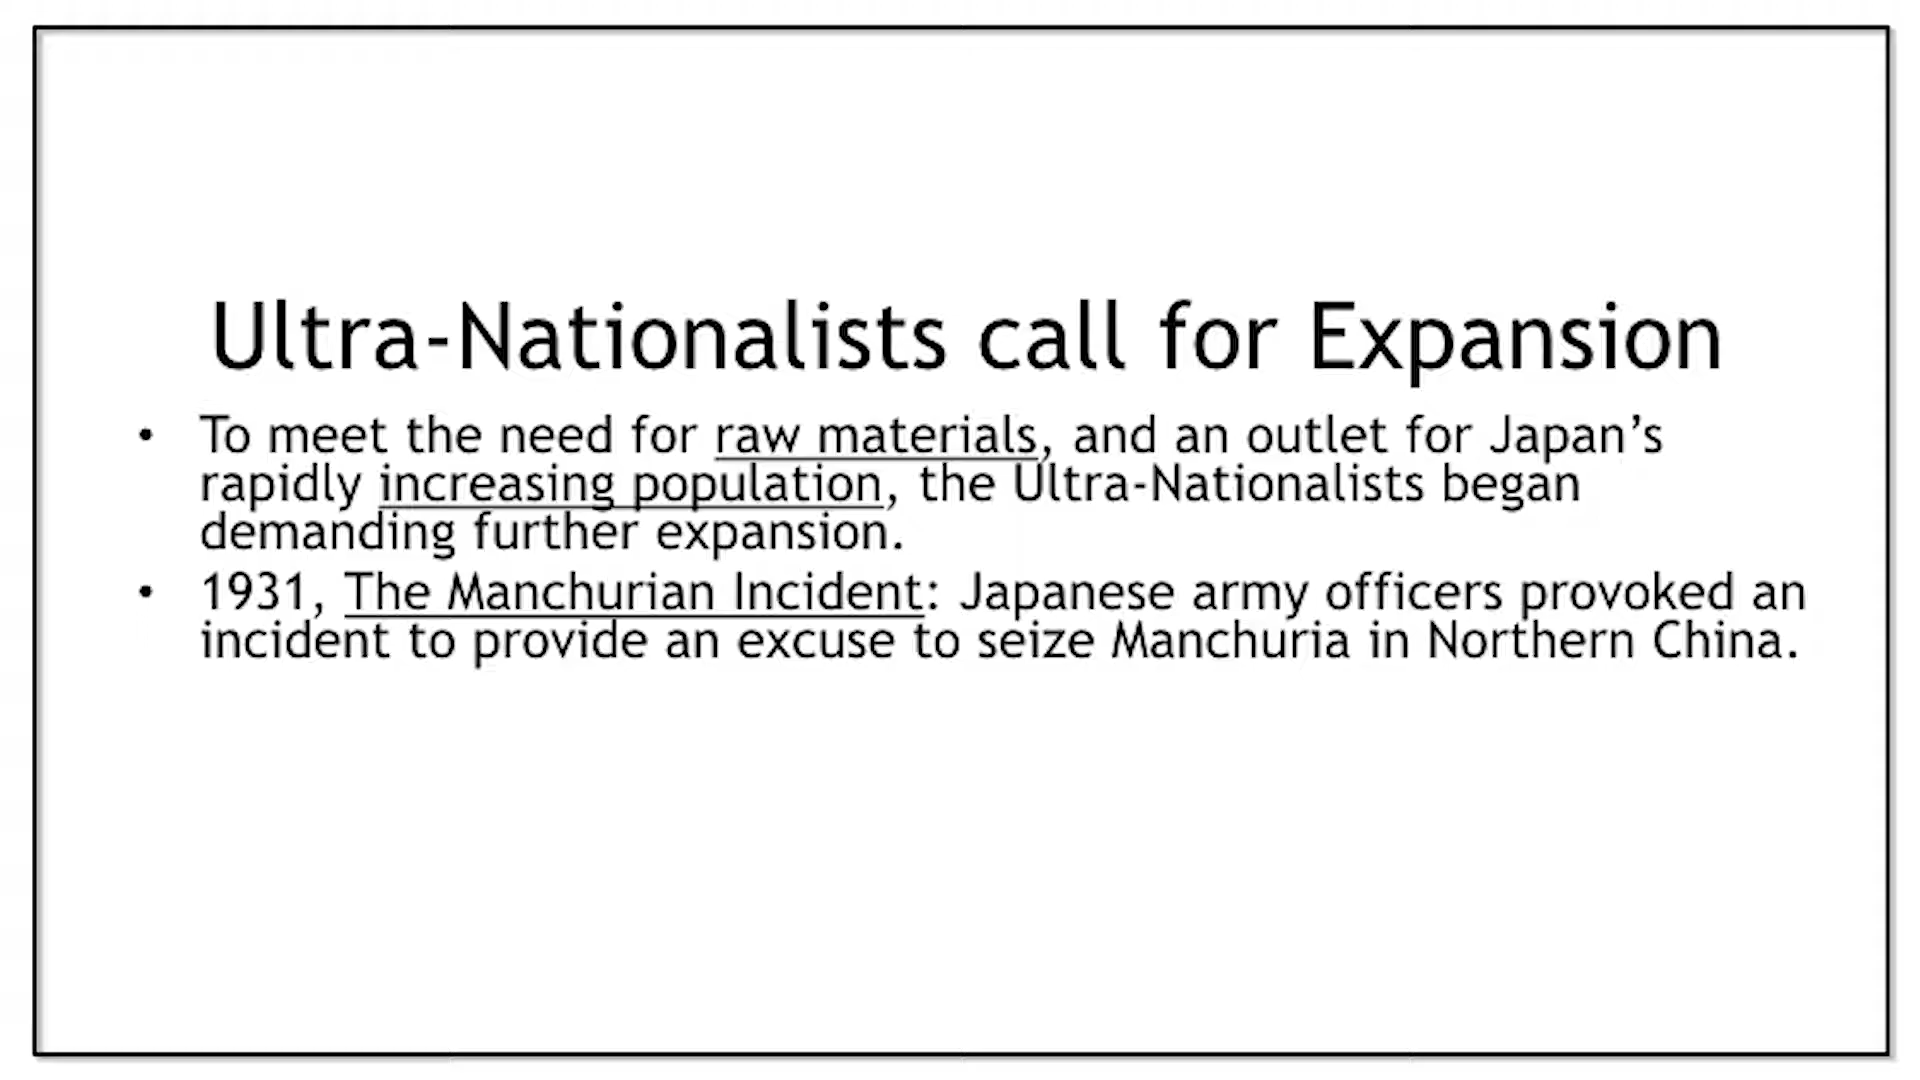 Ultra-Nationalists call for Expansion
• To meet the need for raw materials, and an outlet for Japan’s
rapidly increasing population, the Ultra-Nationalists began
demanding further expansion.
• 1931, The Manchurian Incident: Japanese army officers provoked an
incident to provide an excuse to seize Manchuria in Northern China.